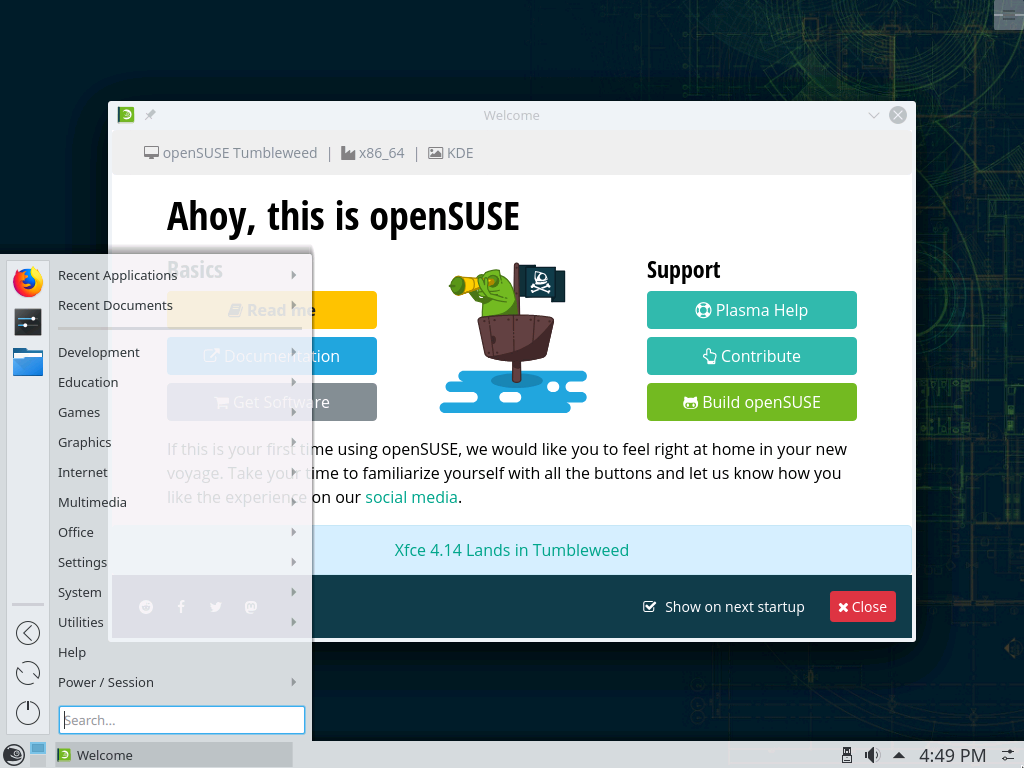 Welcome
openSUSE Tumbleweed | x86_64 | KDE
Ahoy, this is openSUSE
Basics
Read me
Documentation
Get Software
Support
Plasma Help
Contribute
Build openSUSE
If this is your first time using openSUSE, we would like you to feel right at home in your new
voyage. Take your time to familiarize yourself with all the buttons and let us know how you
like the experience on our social media.
Xfce 4.14 Lands in Tumbleweed
Show on next startup
Close
Recent Applications
Recent Documents
Development
Education
Games
Graphics
Internet
Multimedia
Office
Settings
System
Utilities
Help
Power / Session
Search...
Welcome
4:49 PM